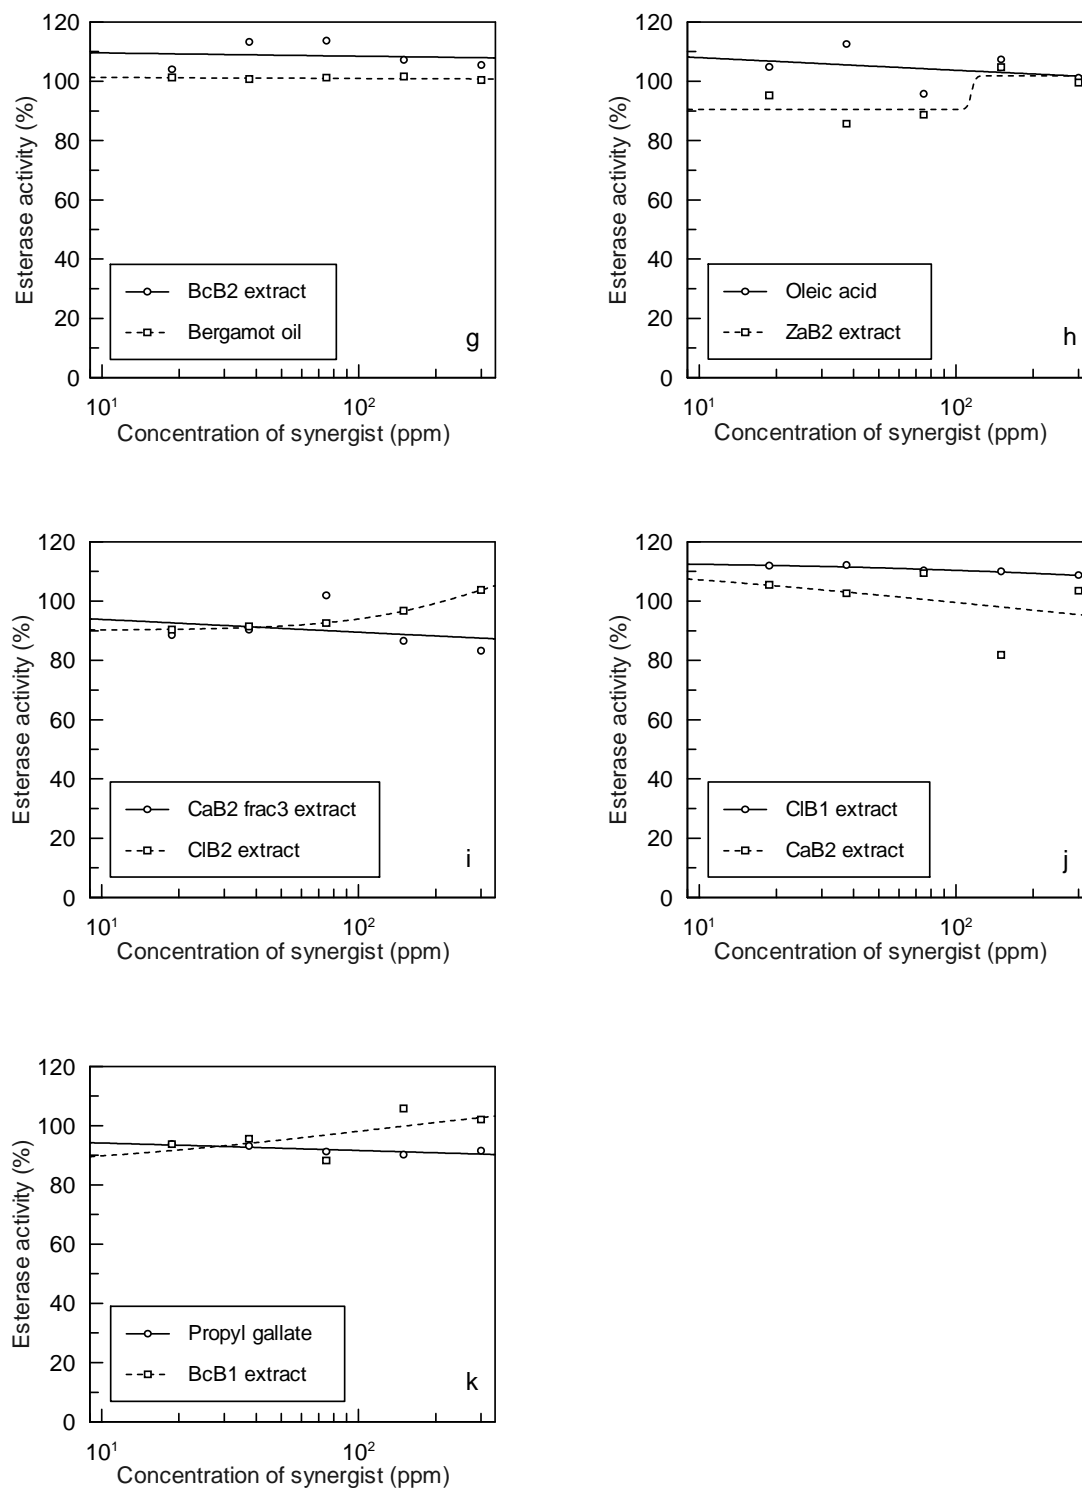 120
100
80
60
40
20
0
Esterase activity (%)
BcB2 extract
Bergamot oil
g
10¹
10²
Concentration of synergist (ppm)
120
100
80
60
40
20
0
Esterase activity (%)
Oleic acid
ZaB2 extract
h
10¹
10²
Concentration of synergist (ppm)
120
100
80
60
40
20
0
Esterase activity (%)
CaB2 frac3 extract
ClB2 extract
i
10¹
10²
Concentration of synergist (ppm)
120
100
80
60
40
20
0
Esterase activity (%)
ClB1 extract
CaB2 extract
j
10¹
10²
Concentration of synergist (ppm)
120
100
80
60
40
20
0
Esterase activity (%)
Propyl gallate
BcB1 extract
k
10¹
10²
Concentration of synergist (ppm)